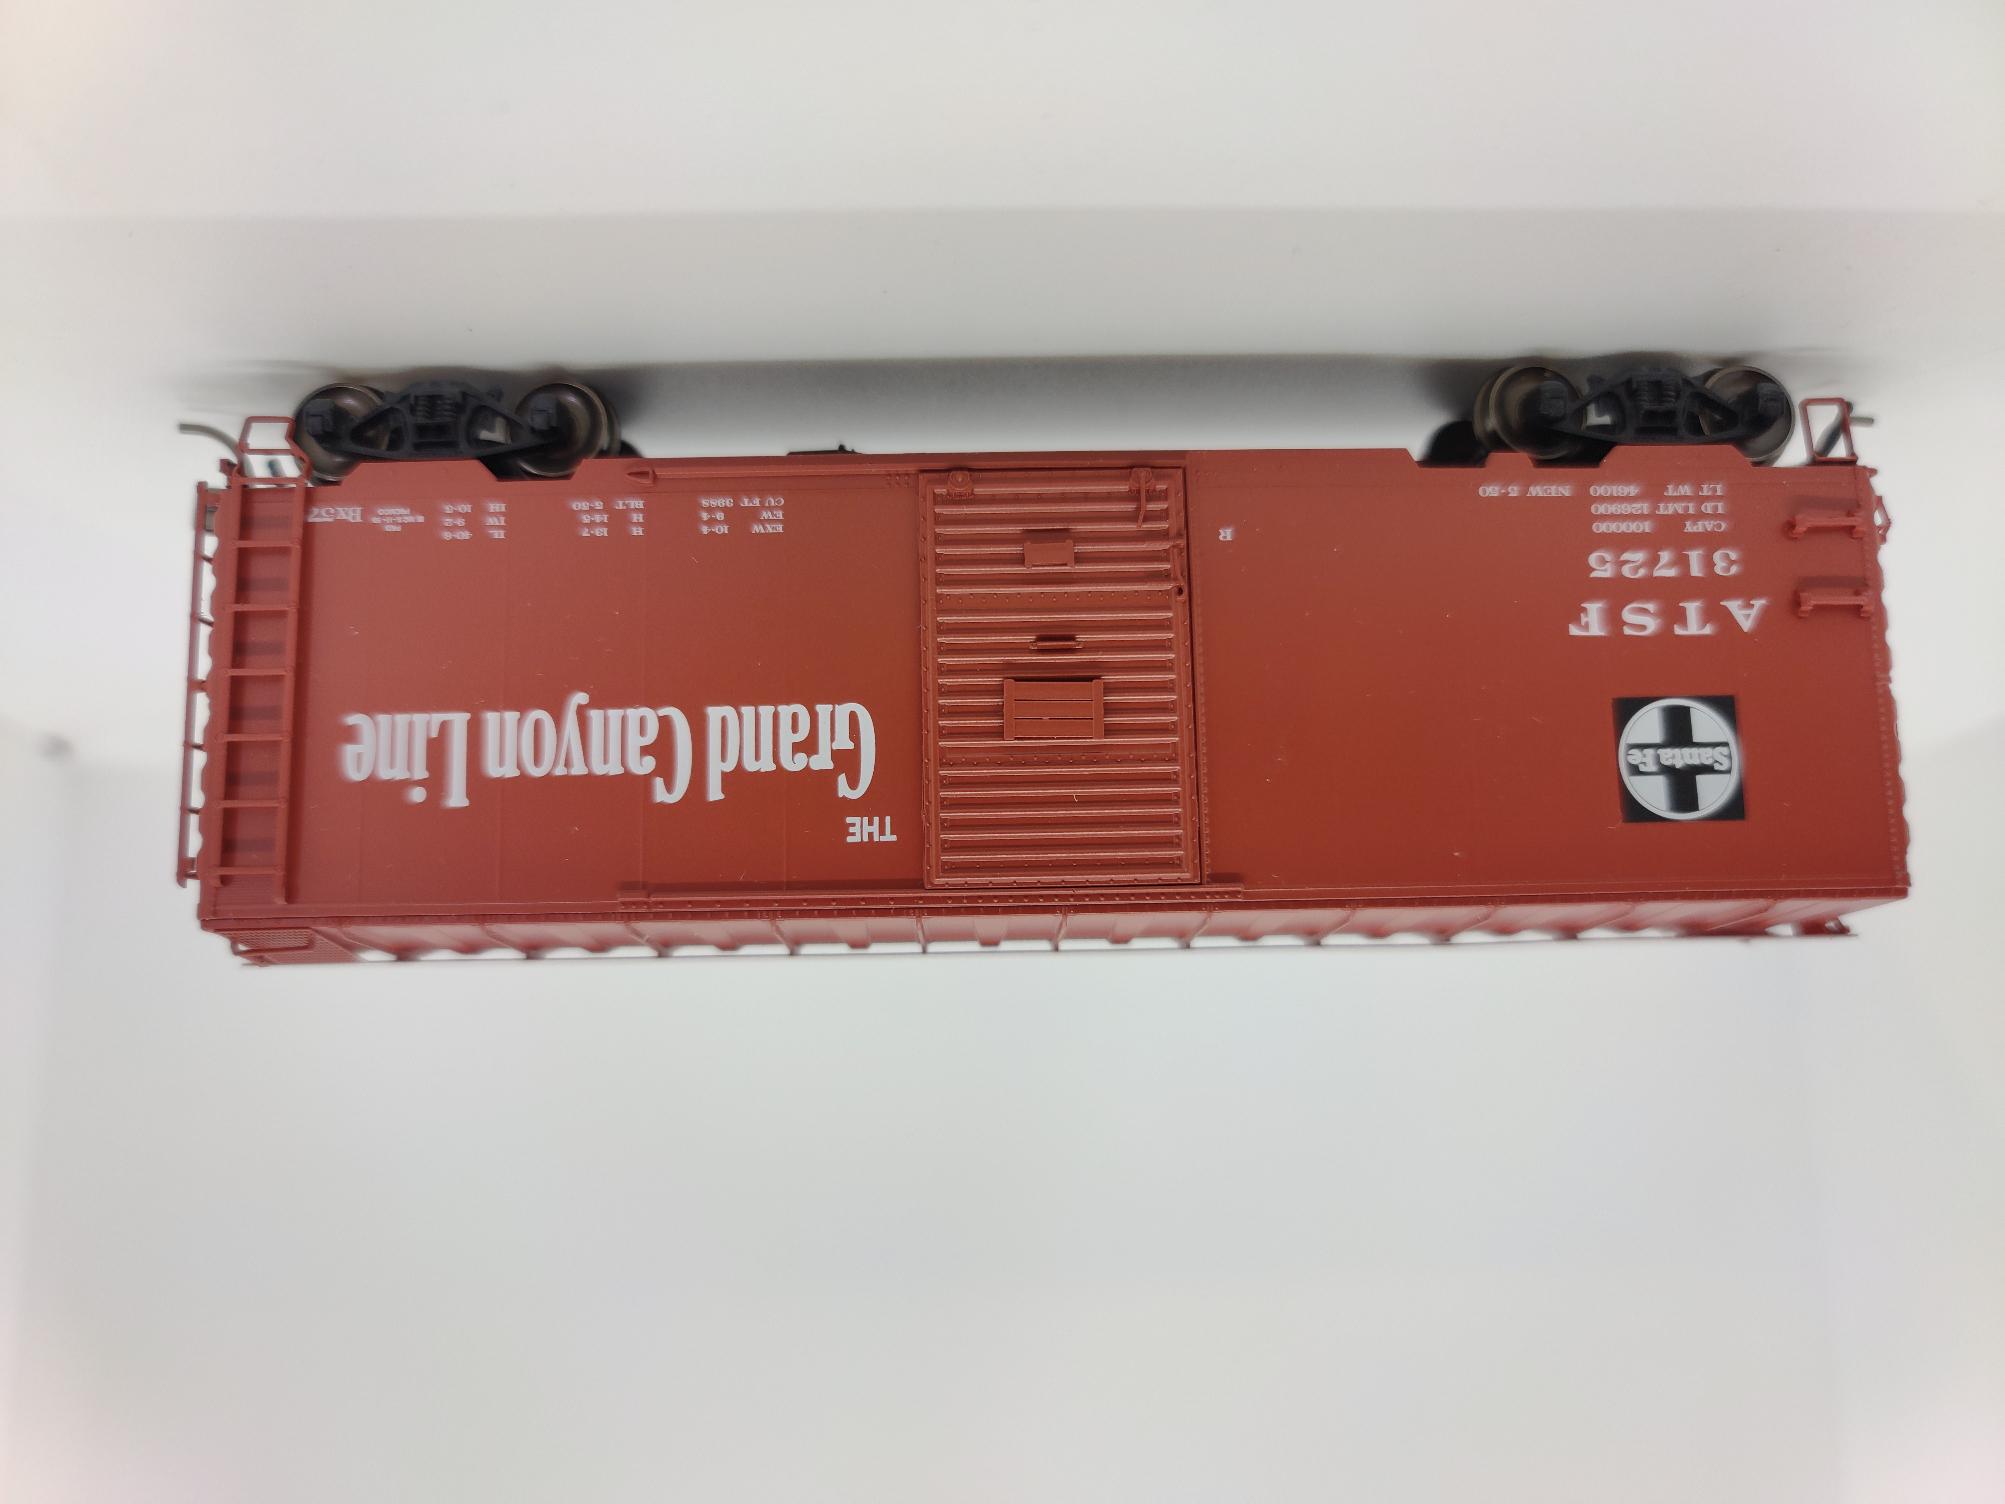 Santa Fe
ATSF
31725
CAPY 100000
LD LMT 126900
LT WT 46100 NEW 5-50
R
THE
Grand Canyon Line
EXW 10-4 H 13-7 IL 40-6
EW 9-4 H 14-5 IW 9-2
CU FT 3988 BLT 5-50 IH 10-5
Bx57